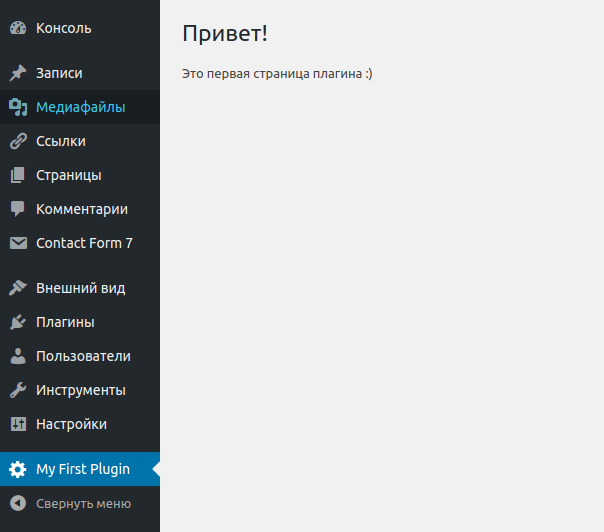 Консоль
Записи
Медиафайлы
Ссылки
Страницы
Комментарии
Contact Form 7
Внешний вид
Плагины
Пользователи
Инструменты
Настройки
My First Plugin
Свернуть меню
Привет!
Это первая страница плагина :)